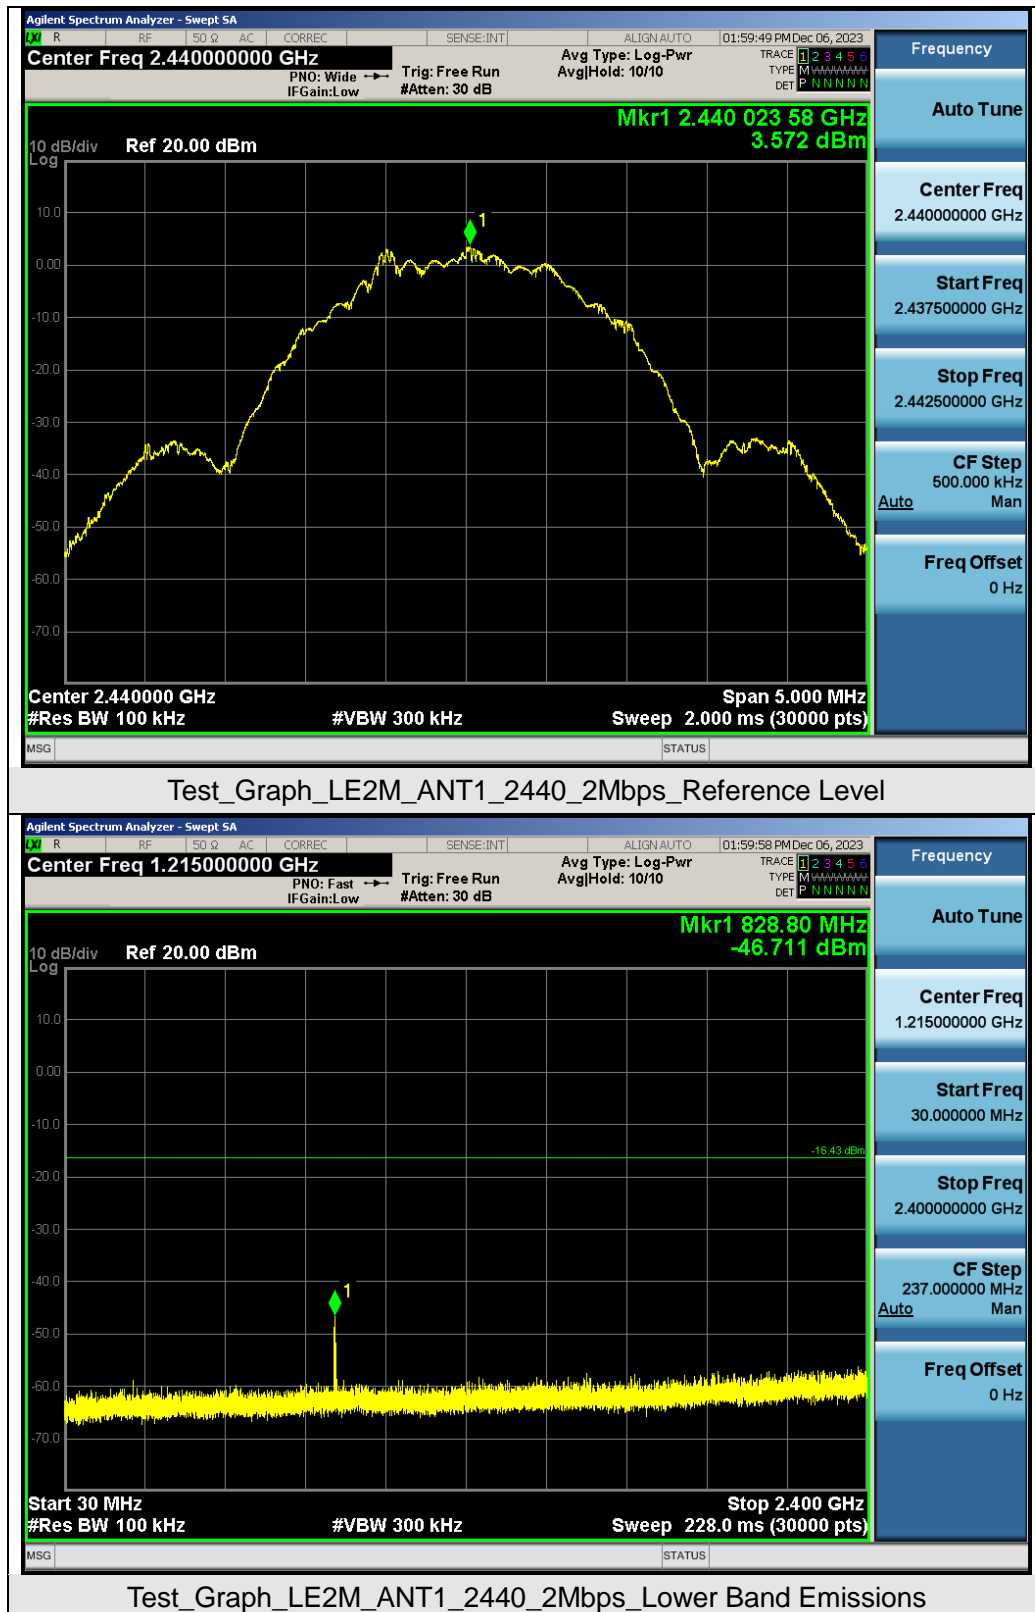 Agilent Spectrum Analyzer - Swept SA
LXI R RF 50 Ω AC CORREC SENSE:INT ALIGN AUTO 01:59:49 PM Dec 06, 2023
Center Freq 2.440000000 GHz
Avg Type: Log-Pwr
TRACE 1 2 3 4 5 6
PNO: Wide
Trig: Free Run
Avg|Hold: 10/10
TYPE M
IFGain:Low
#Atten: 30 dB
DET P N N N N N
Mkr1 2.440 023 58 GHz
3.572 dBm
10 dB/div
Ref 20.00 dBm
Log
10.0
0.00
-10.0
-20.0
-30.0
-40.0
-50.0
-60.0
-70.0
1
Center 2.440000 GHz
Span 5.000 MHz
#Res BW 100 kHz
#VBW 300 kHz
Sweep 2.000 ms (30000 pts)
MSG
STATUS
Frequency
Auto Tune
Center Freq
2.440000000 GHz
Start Freq
2.437500000 GHz
Stop Freq
2.442500000 GHz
CF Step
500.000 kHz
Auto Man
Freq Offset
0 Hz
Test_Graph_LE2M_ANT1_2440_2Mbps_Reference Level
Agilent Spectrum Analyzer - Swept SA
LXI R RF 50 Ω AC CORREC SENSE:INT ALIGN AUTO 01:59:58 PM Dec 06, 2023
Center Freq 1.215000000 GHz
Avg Type: Log-Pwr
TRACE 1 2 3 4 5 6
PNO: Fast
Trig: Free Run
Avg|Hold: 10/10
TYPE M
IFGain:Low
#Atten: 30 dB
DET P N N N N N
Mkr1 828.80 MHz
-46.711 dBm
10 dB/div
Ref 20.00 dBm
Log
10.0
0.00
-10.0
-20.0
-30.0
-40.0
-50.0
-60.0
-70.0
-16.43 dBm
1
Start 30 MHz
Stop 2.400 GHz
#Res BW 100 kHz
#VBW 300 kHz
Sweep 228.0 ms (30000 pts)
MSG
STATUS
Frequency
Auto Tune
Center Freq
1.215000000 GHz
Start Freq
30.000000 MHz
Stop Freq
2.400000000 GHz
CF Step
237.000000 MHz
Auto Man
Freq Offset
0 Hz
Test_Graph_LE2M_ANT1_2440_2Mbps_Lower Band Emissions